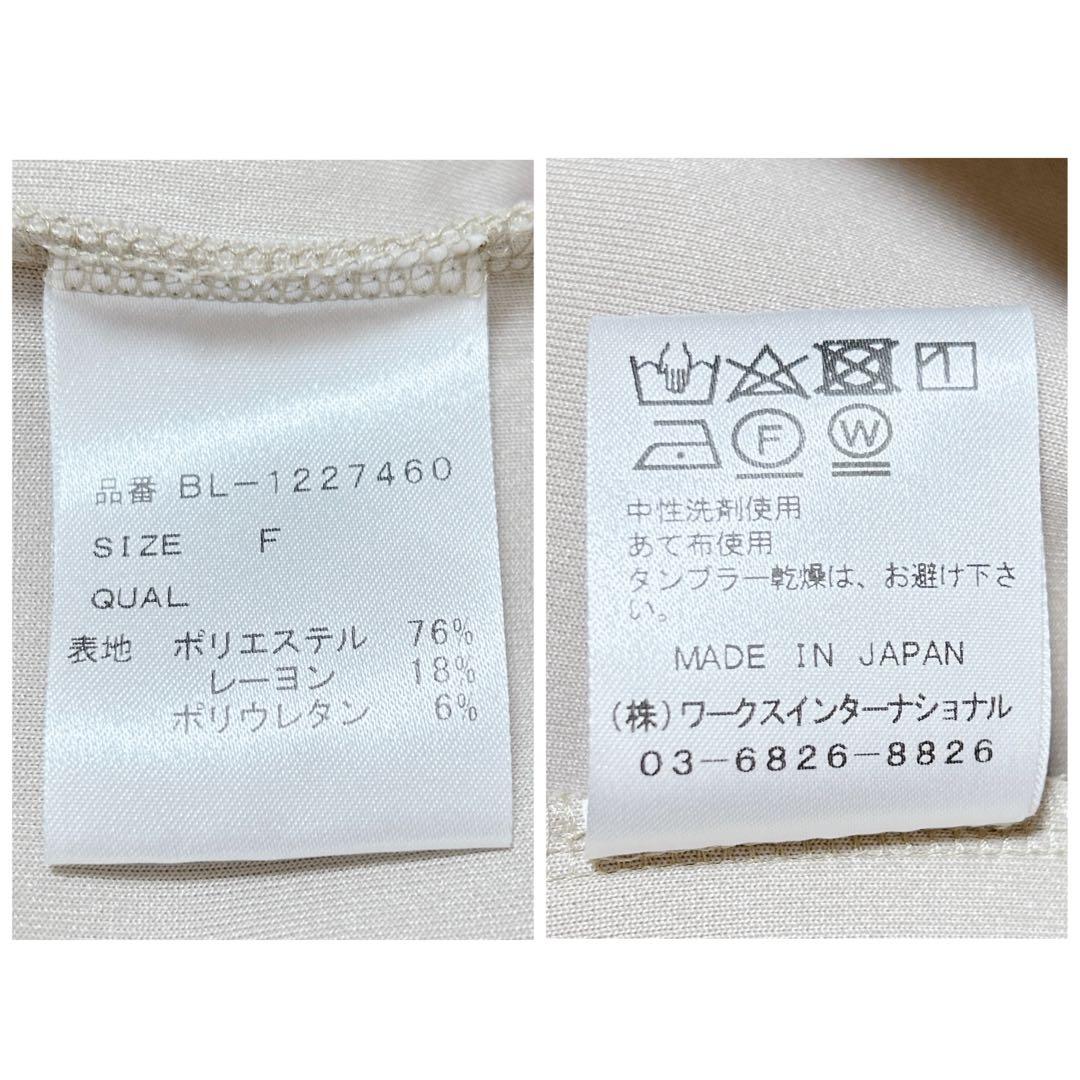 品番 BL-1227460
SIZE F
QUAL
表地 ポリエステル 76%
レーヨン 18%
ポリウレタン 6%
F W
中性洗剤使用
あて布使用
タンブラー乾燥は、お避け下さ
い。
MADE IN JAPAN
(株)ワークスインターナショナル
03-6826-8826